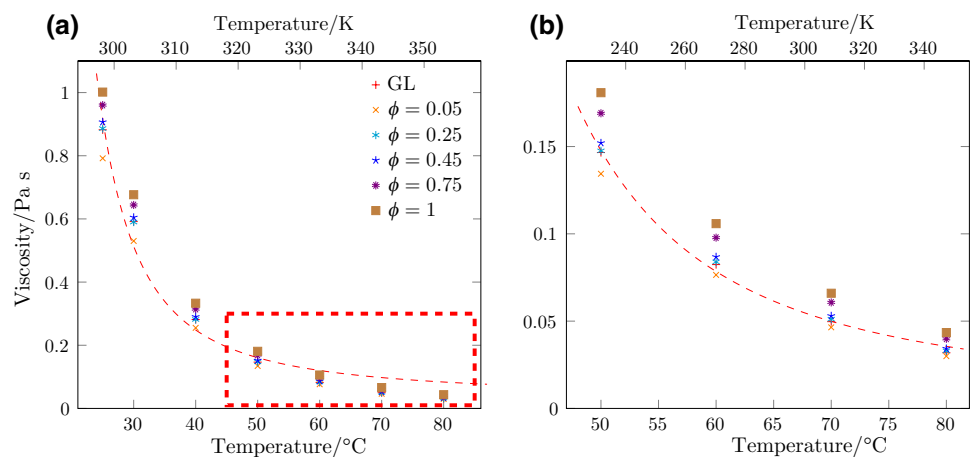 (a)
Temperature/K
300 310 320 330 340 350
Viscosity/Pa s
1
0.8
0.6
0.4
0.2
0
GL
ϕ = 0.05
ϕ = 0.25
ϕ = 0.45
ϕ = 0.75
ϕ = 1
30 40 50 60 70 80
Temperature/°C
(b)
Temperature/K
240 260 280 300 320 340
0.15
0.1
0.05
0
50 55 60 65 70 75 80
Temperature/°C